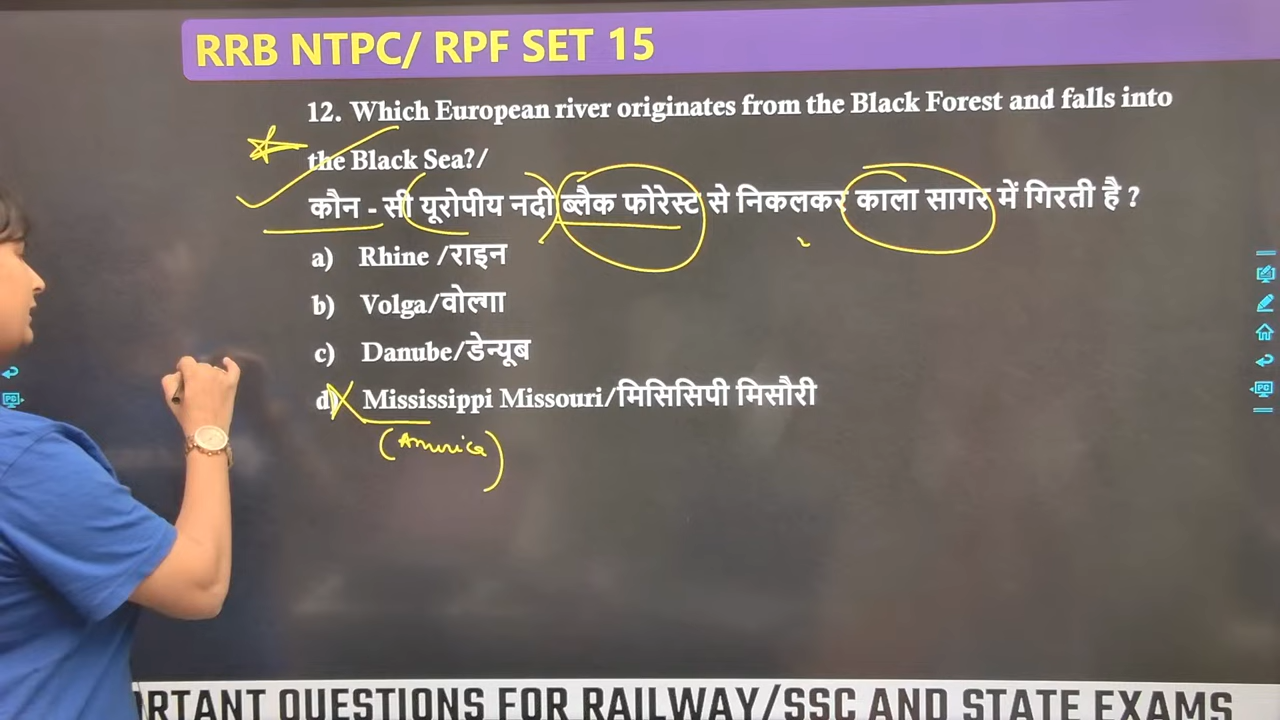 RRB NTPC/ RPF SET 15
12. Which European river originates from the Black Forest and falls into
the Black Sea?/
कौन - सी यूरोपीय नदी ब्लैक फोरेस्ट से निकलकर काला सागर में गिरती है ?
a) Rhine /राइन
b) Volga/वोल्गा
c) Danube/डेन्यूब
d) Mississippi Missouri/मिसिसिपी मिसौरी
(America)
RTANT QUESTIONS FOR RAILWAY/SSC AND STATE EXAMS